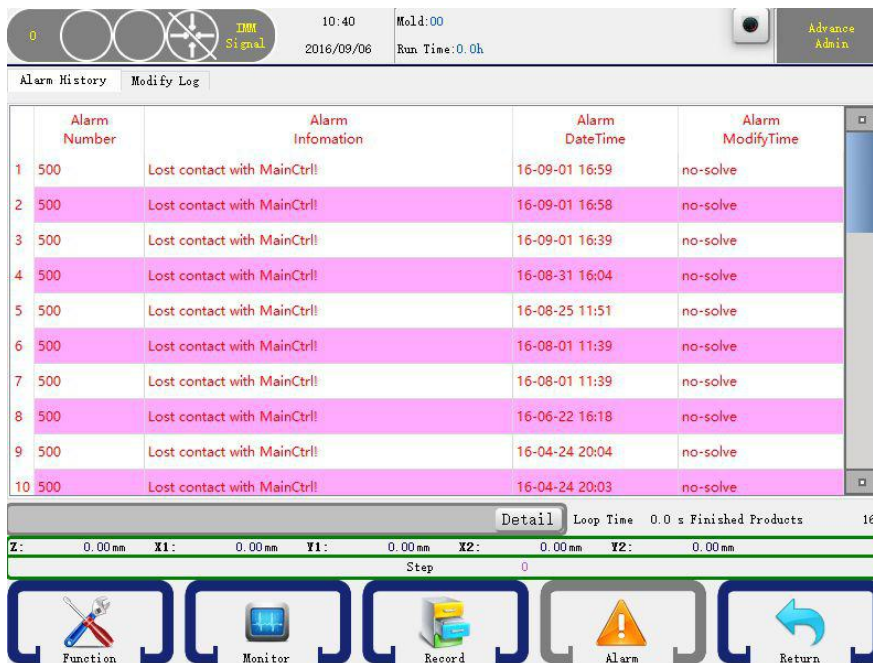 0
IMM
Signal
10:40
2016/09/06
Mold:00
Run Time:0.0h
Advance
Admin
Alarm History Modify Log
Alarm Number Alarm Infomation Alarm DateTime Alarm ModifyTime
1 500 Lost contact with MainCtrl! 16-09-01 16:59 no-solve
2 500 Lost contact with MainCtrl! 16-09-01 16:58 no-solve
3 500 Lost contact with MainCtrl! 16-09-01 16:39 no-solve
4 500 Lost contact with MainCtrl! 16-08-31 16:04 no-solve
5 500 Lost contact with MainCtrl! 16-08-25 11:51 no-solve
6 500 Lost contact with MainCtrl! 16-08-01 11:39 no-solve
7 500 Lost contact with MainCtrl! 16-08-01 11:39 no-solve
8 500 Lost contact with MainCtrl! 16-06-22 16:18 no-solve
9 500 Lost contact with MainCtrl! 16-04-24 20:04 no-solve
10 500 Lost contact with MainCtrl! 16-04-24 20:03 no-solve
Detail Loop Time 0.0 s Finished Products
Z: 0.00mm X1: 0.00mm Y1: 0.00mm X2: 0.00mm Y2: 0.00mm
Step 0
Function Monitor Record Alarm Return